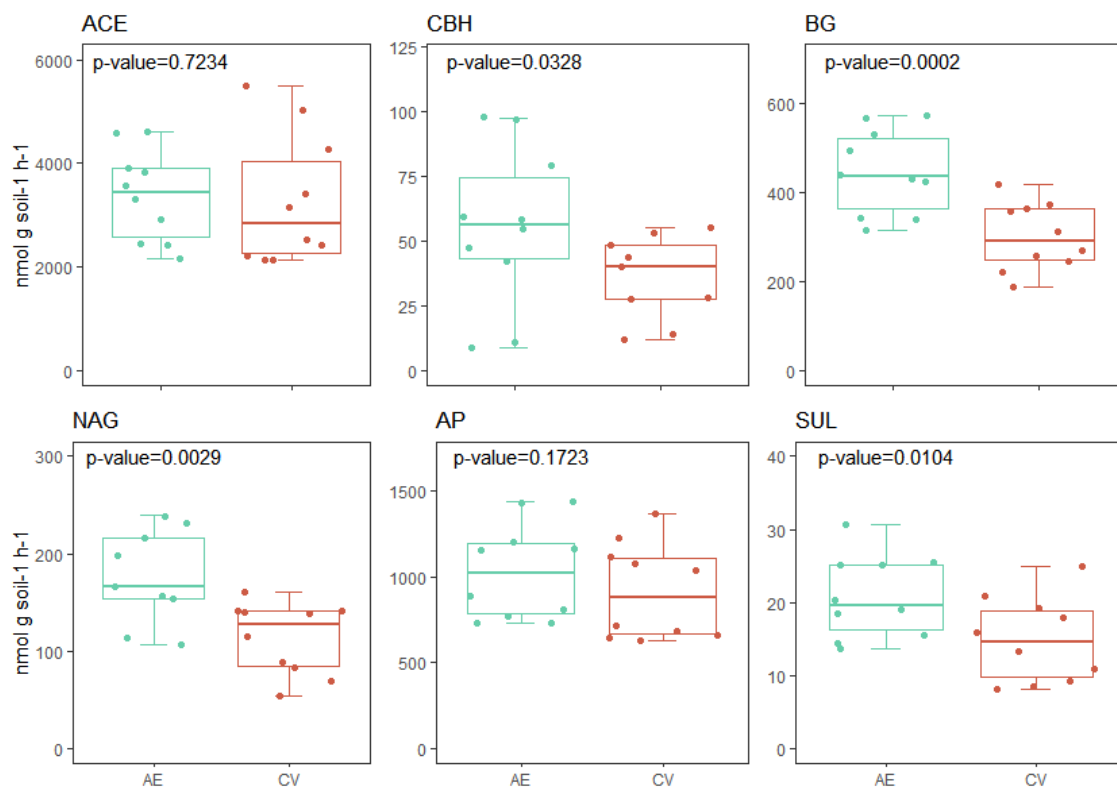 ACE
p-value=0.7234
6000
4000
2000
0
nmol g soil-1 h-1
CBH
p-value=0.0328
125
100
75
50
25
0
BG
p-value=0.0002
600
400
200
0
NAG
p-value=0.0029
300
200
100
0
nmol g soil-1 h-1
AE CV
AP
p-value=0.1723
1500
1000
500
0
AE CV
SUL
p-value=0.0104
40
30
20
10
0
AE CV